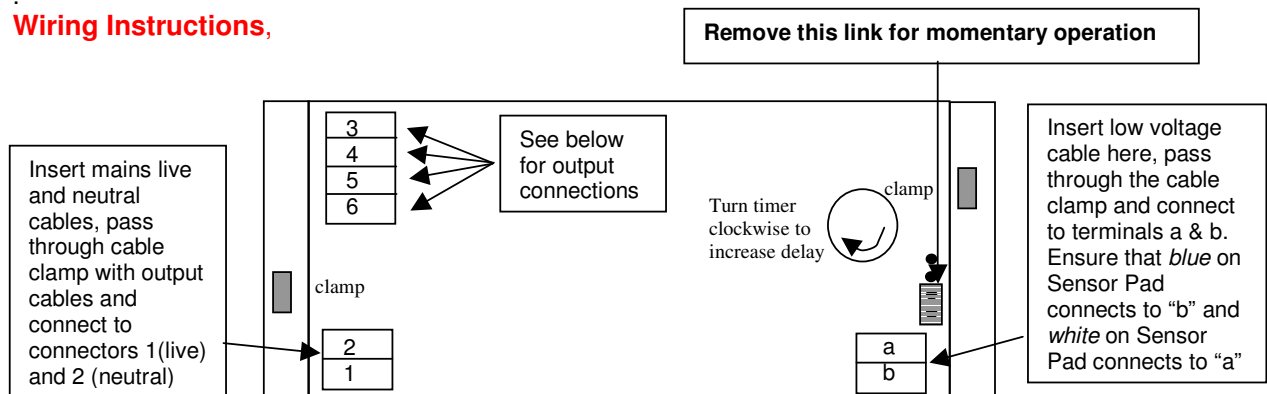 .
Wiring Instructions,
Remove this link for momentary operation
Insert mains live
and neutral
cables, pass
through cable
clamp with output
cables and
connect to
connectors 1(live)
and 2 (neutral)
clamp
3
4
5
6
2
1
See below
for output
connections
Turn timer
clockwise to
increase delay
clamp
a
b
Insert low voltage
cable here, pass
through the cable
clamp and connect
to terminals a & b.
Ensure that blue on
Sensor Pad
connects to “b” and
white on Sensor
Pad connects to “a”